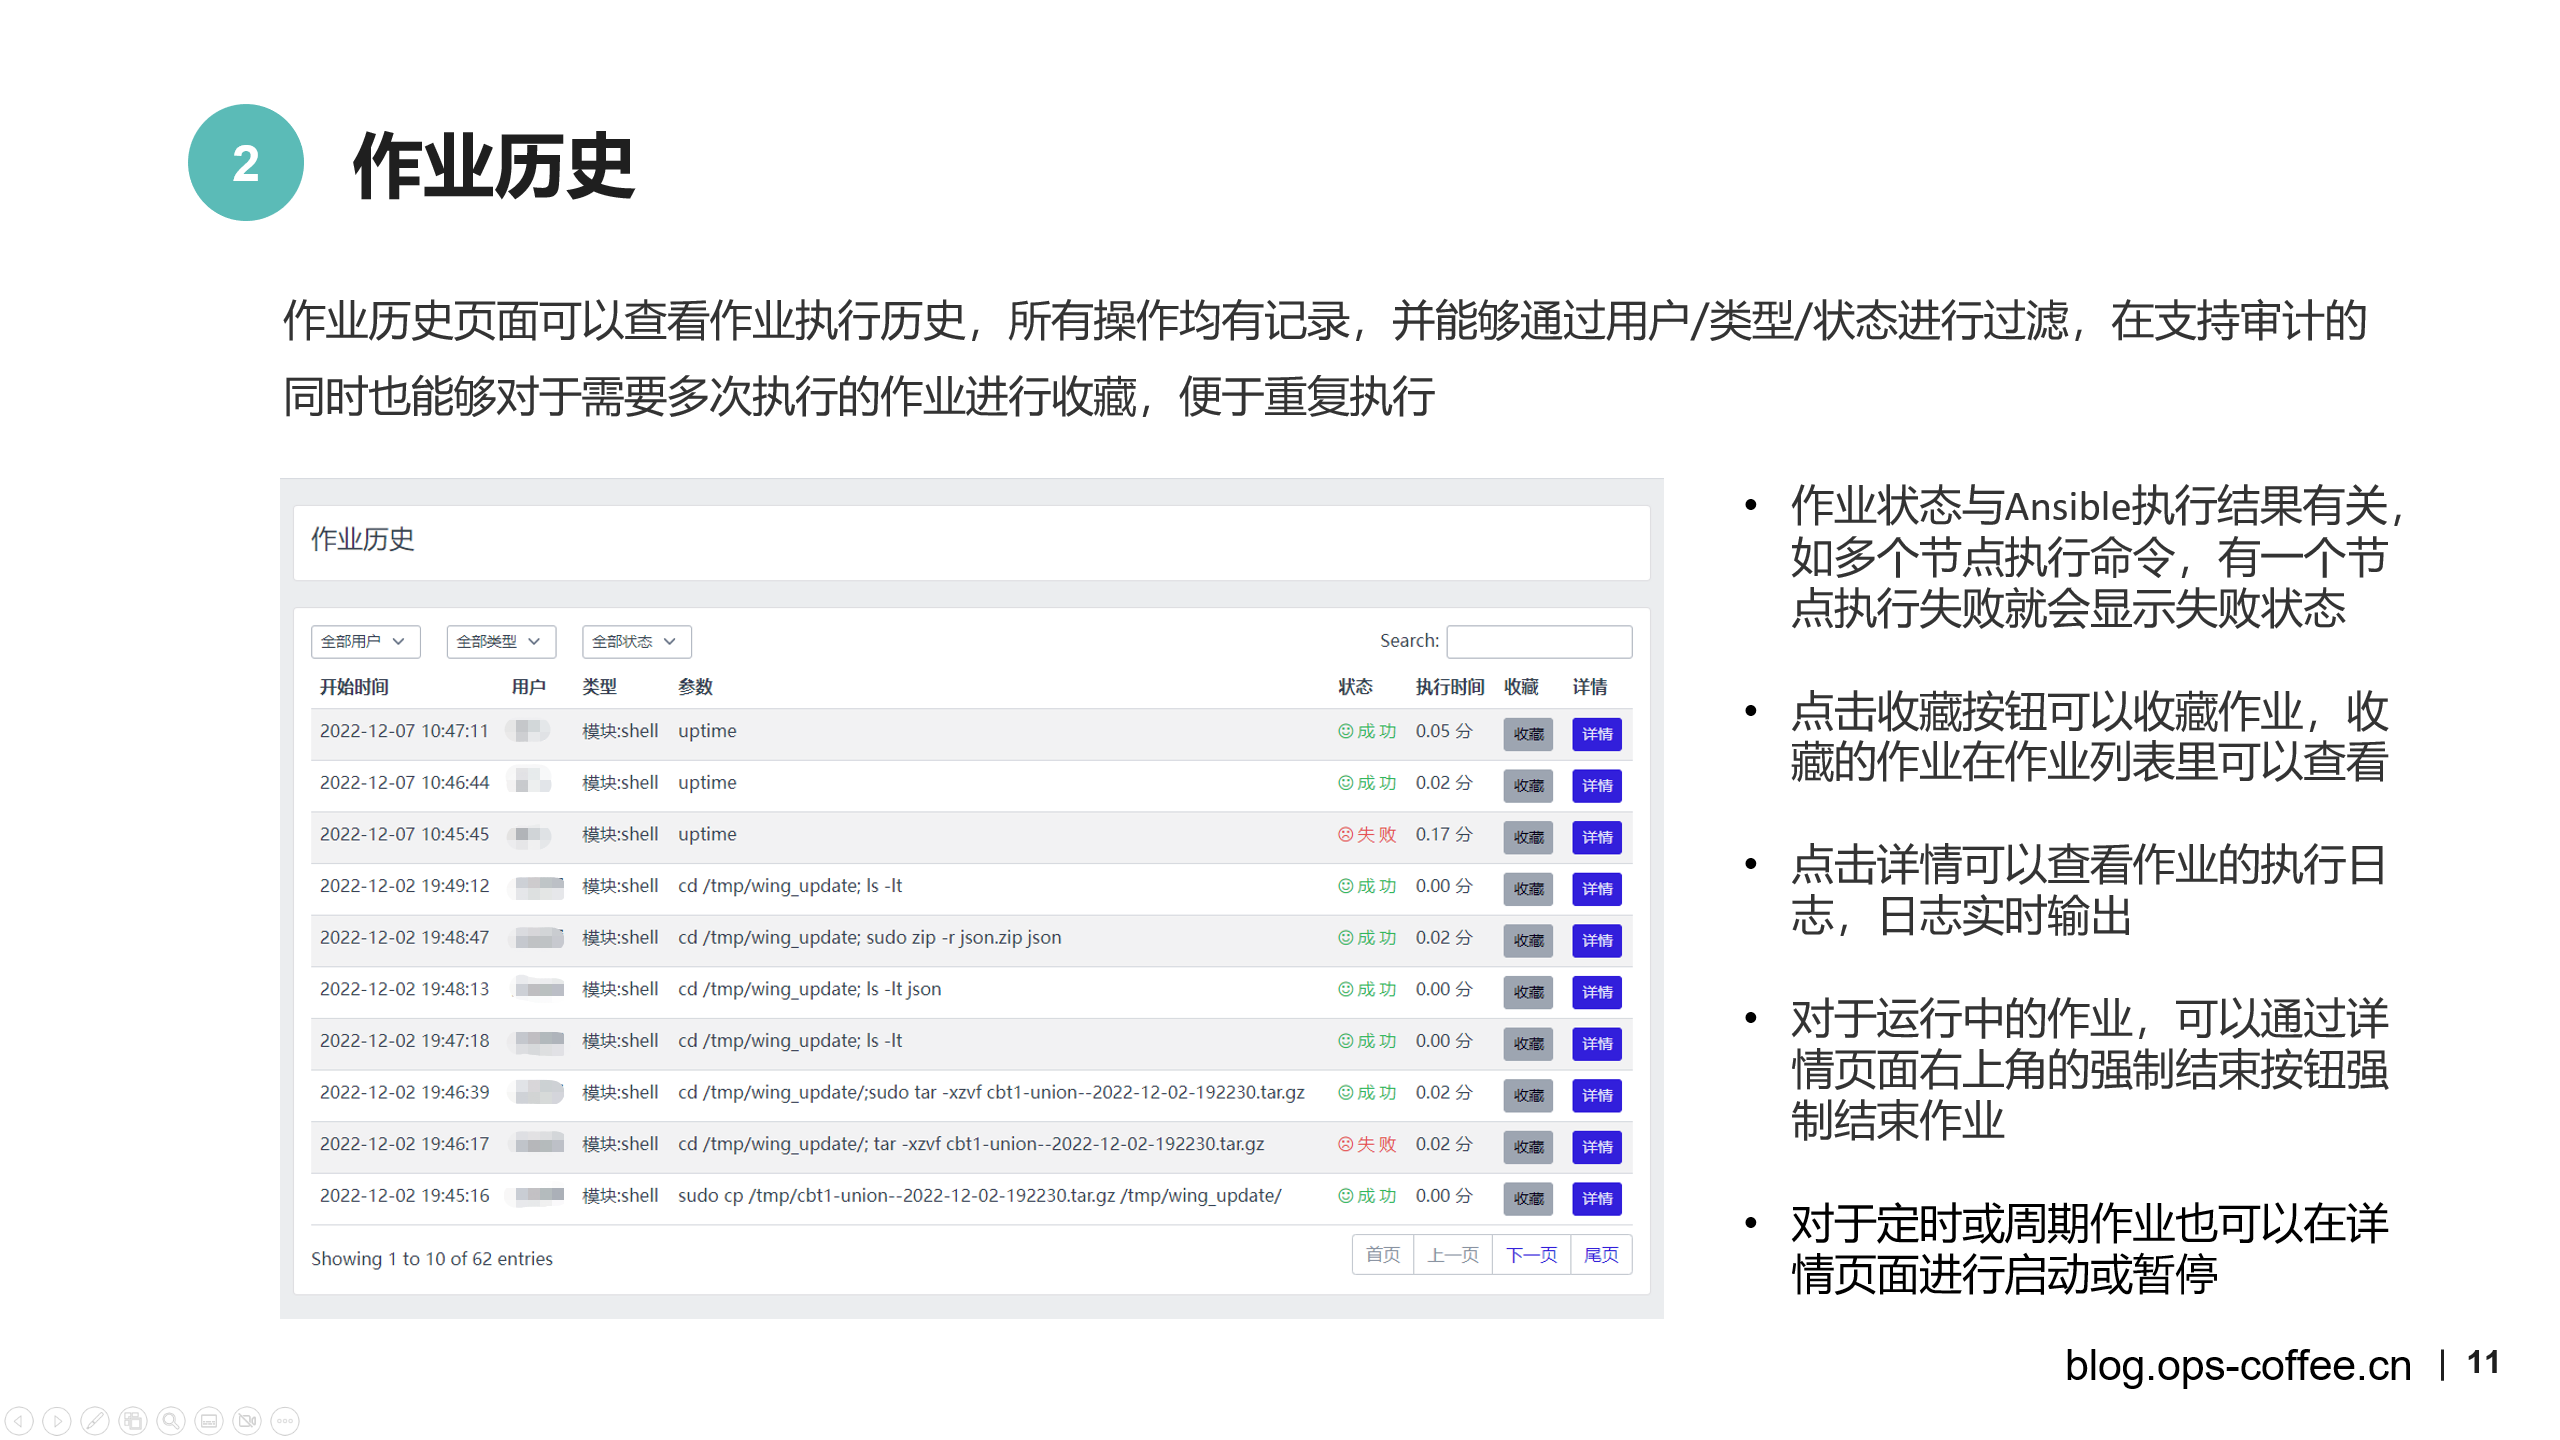 2
作业历史
作业历史页面可以查看作业执行历史，所有操作均有记录，并能够通过用户/类型/状态进行过滤，在支持审计的
同时也能够对于需要多次执行的作业进行收藏，便于重复执行
作业历史
全部用户 全部类型 全部状态 Search:
开始时间 用户 类型 参数 状态 执行时间 收藏 详情
2022-12-07 10:47:11 模块:shell uptime 成功 0.05 分 收藏 详情
2022-12-07 10:46:44 模块:shell uptime 成功 0.02 分 收藏 详情
2022-12-07 10:45:45 模块:shell uptime 失败 0.17 分 收藏 详情
2022-12-02 19:49:12 模块:shell cd /tmp/wing_update; ls -lt 成功 0.00 分 收藏 详情
2022-12-02 19:48:47 模块:shell cd /tmp/wing_update; sudo zip -r json.zip json 成功 0.02 分 收藏 详情
2022-12-02 19:48:13 模块:shell cd /tmp/wing_update; ls -lt json 成功 0.00 分 收藏 详情
2022-12-02 19:47:18 模块:shell cd /tmp/wing_update; ls -lt 成功 0.00 分 收藏 详情
2022-12-02 19:46:39 模块:shell cd /tmp/wing_update/;sudo tar -xzvf cbt1-union--2022-12-02-192230.tar.gz 成功 0.02 分 收藏 详情
2022-12-02 19:46:17 模块:shell cd /tmp/wing_update/; tar -xzvf cbt1-union--2022-12-02-192230.tar.gz 失败 0.02 分 收藏 详情
2022-12-02 19:45:16 模块:shell sudo cp /tmp/cbt1-union--2022-12-02-192230.tar.gz /tmp/wing_update/ 成功 0.00 分 收藏 详情
Showing 1 to 10 of 62 entries 首页 上一页 下一页 尾页
• 作业状态与Ansible执行结果有关，
如多个节点执行命令，有一个节
点执行失败就会显示失败状态
• 点击收藏按钮可以收藏作业，收
藏的作业在作业列表里可以查看
• 点击详情可以查看作业的执行日
志，日志实时输出
• 对于运行中的作业，可以通过详
情页面右上角的强制结束按钮强
制结束作业
• 对于定时或周期作业也可以在详
情页面进行启动或暂停
blog.ops-coffee.cn | 11